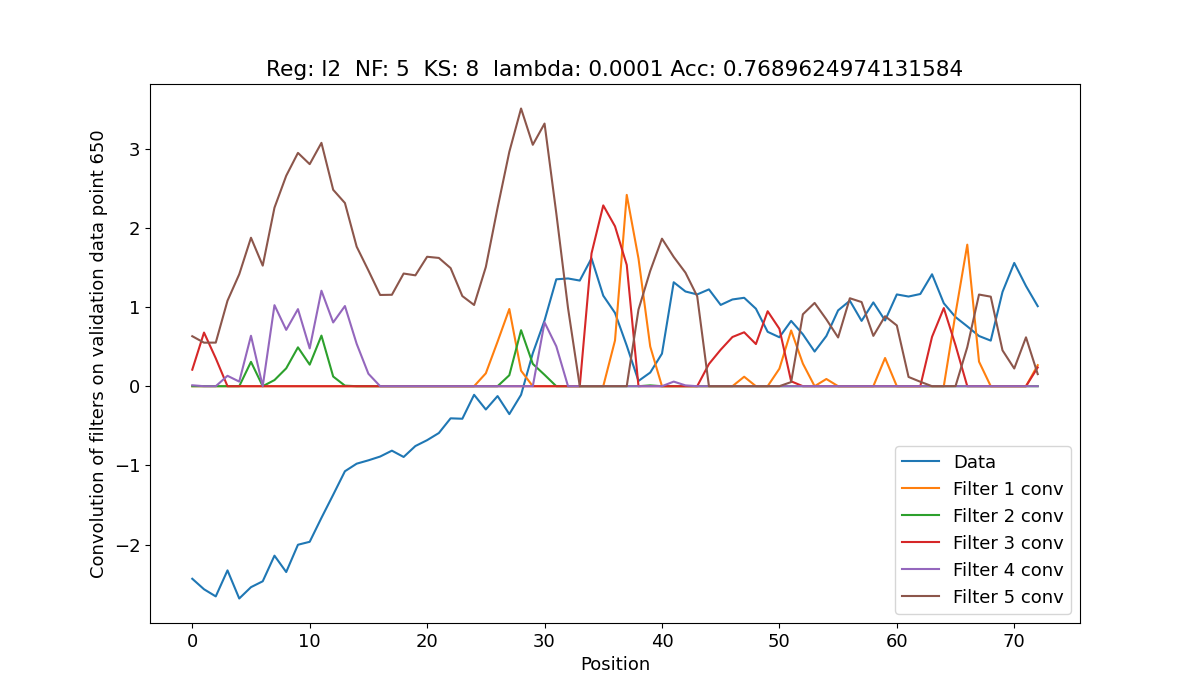 Reg: l2  NF: 5  KS: 8  lambda: 0.0001 Acc: 0.7689624974131584
Convolution of filters on validation data point 650
3
2
1
0
−1
−2
0 10 20 30 40 50 60 70
Position
Data
Filter 1 conv
Filter 2 conv
Filter 3 conv
Filter 4 conv
Filter 5 conv